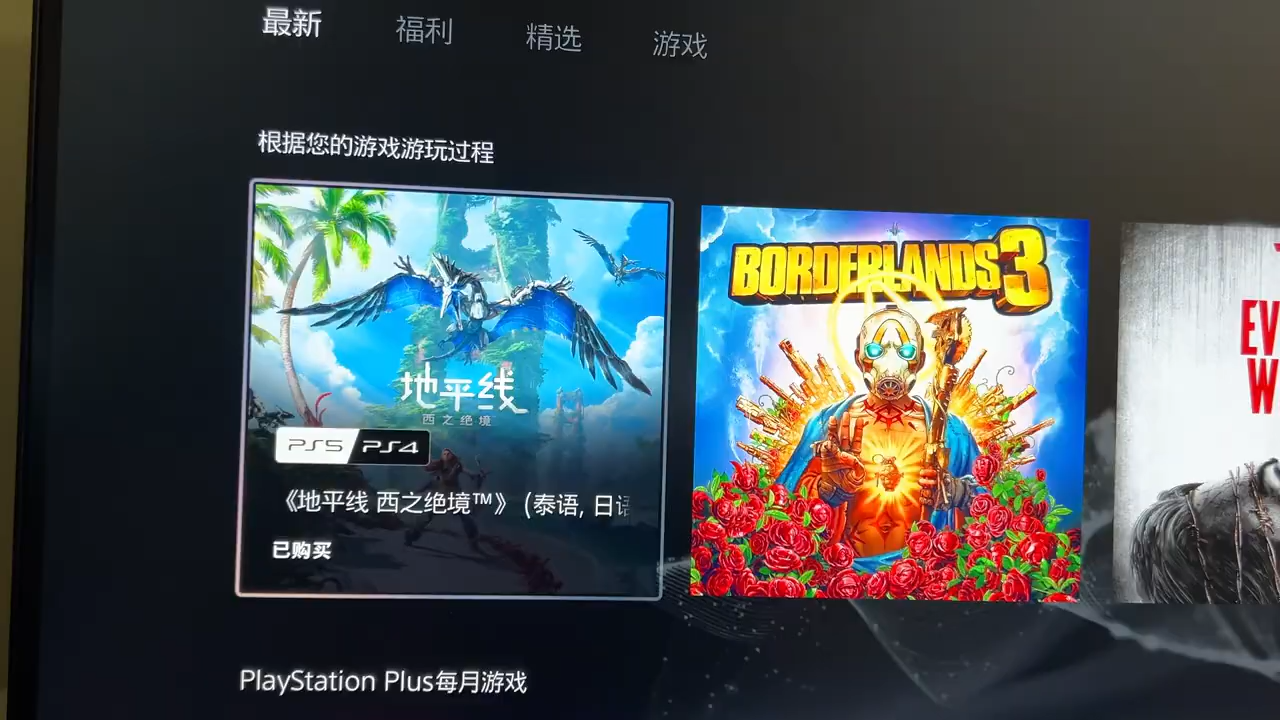 最新 福利 精选 游戏
根据您的游戏游玩过程
地平线
西之绝境
PS5 PS4
《地平线 西之绝境™》 (泰语, 日语
已购买
BORDERLANDS 3
EV
W
PlayStation Plus每月游戏